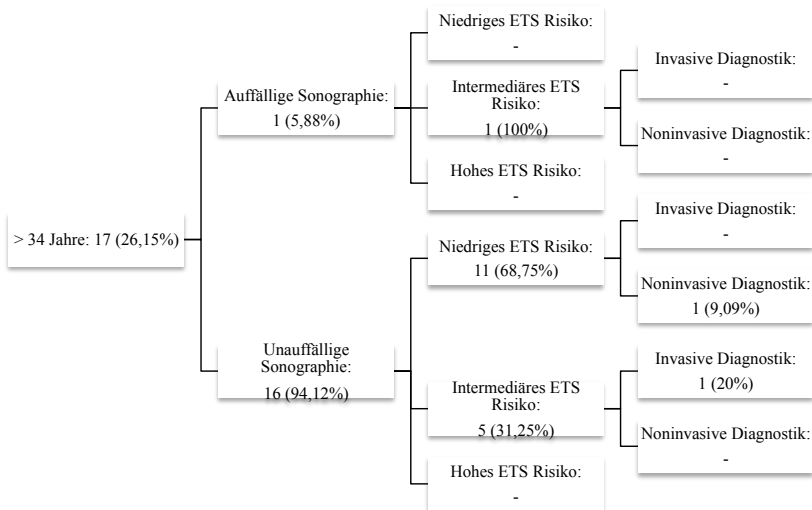 > 34 Jahre: 17 (26,15%)
Auffällige Sonographie:
1 (5,88%)
Niedriges ETS Risiko:
-
Intermediäres ETS
Risiko:
1 (100%)
Invasive Diagnostik:
-
Noninvasive Diagnostik:
-
Hohes ETS Risiko:
-
Unauffällige
Sonographie:
16 (94,12%)
Niedriges ETS Risiko:
11 (68,75%)
Invasive Diagnostik:
-
Noninvasive Diagnostik:
1 (9,09%)
Intermediäres ETS
Risiko:
5 (31,25%)
Invasive Diagnostik:
1 (20%)
Noninvasive Diagnostik:
-
Hohes ETS Risiko:
-